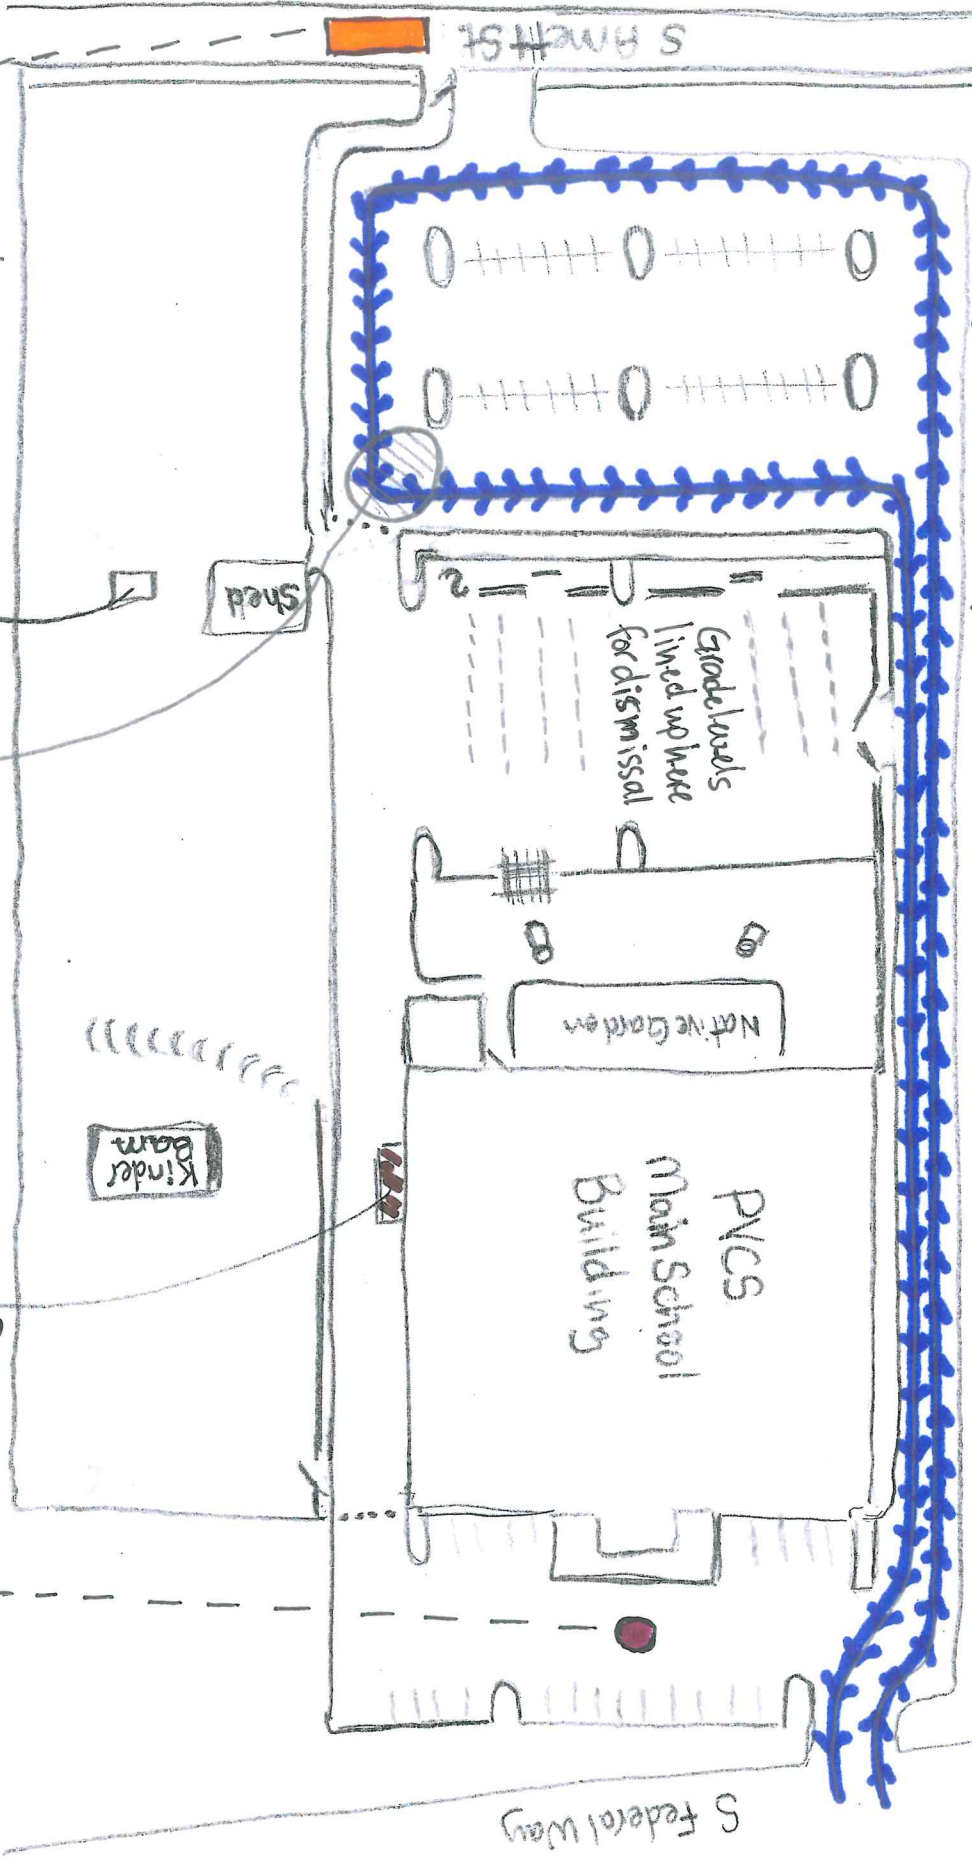 S Arnett St
Shed
Grade levels
lined up here
for dismissal
Native Garden
Kinder
Barn
PVCS
Main School
Building
S Federal Way